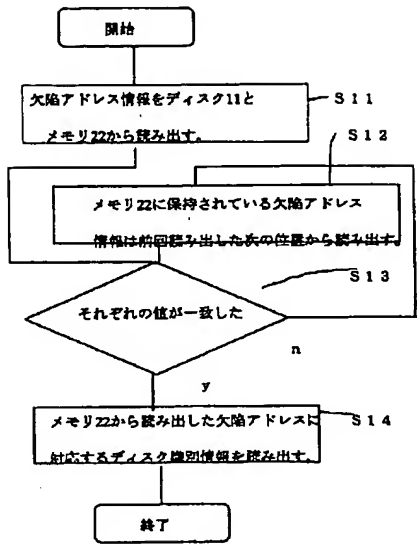 開始
欠陥アドレス情報をディスク11と
メモリ22から読み出す。
S11
S12
メモリ22に保持されている欠陥アドレス
情報は前回読み出した次の位置から読み出す。
S13
それぞれの値が一致した
n
y
メモリ22から読み出した欠陥アドレスに
対応するディスク識別情報を読み出す。
S14
終了